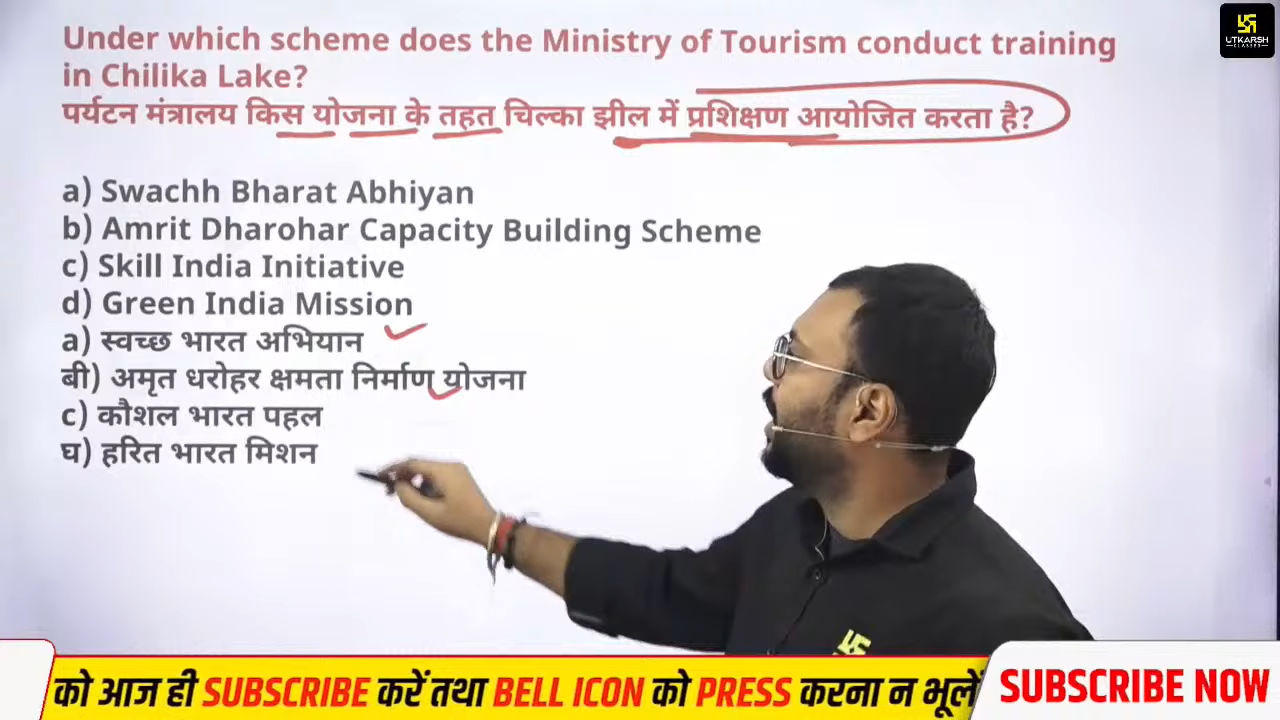 Under which scheme does the Ministry of Tourism conduct training
in Chilika Lake?
पर्यटन मंत्रालय किस योजना के तहत चिल्का झील में प्रशिक्षण आयोजित करता है?
a) Swachh Bharat Abhiyan
b) Amrit Dharohar Capacity Building Scheme
c) Skill India Initiative
d) Green India Mission
a) स्वच्छ भारत अभियान
बी) अमृत धरोहर क्षमता निर्माण योजना
c) कौशल भारत पहल
घ) हरित भारत मिशन
UTKARSH
CLASSES
को आज ही SUBSCRIBE करें तथा BELL ICON को PRESS करना न भूलें
SUBSCRIBE NOW